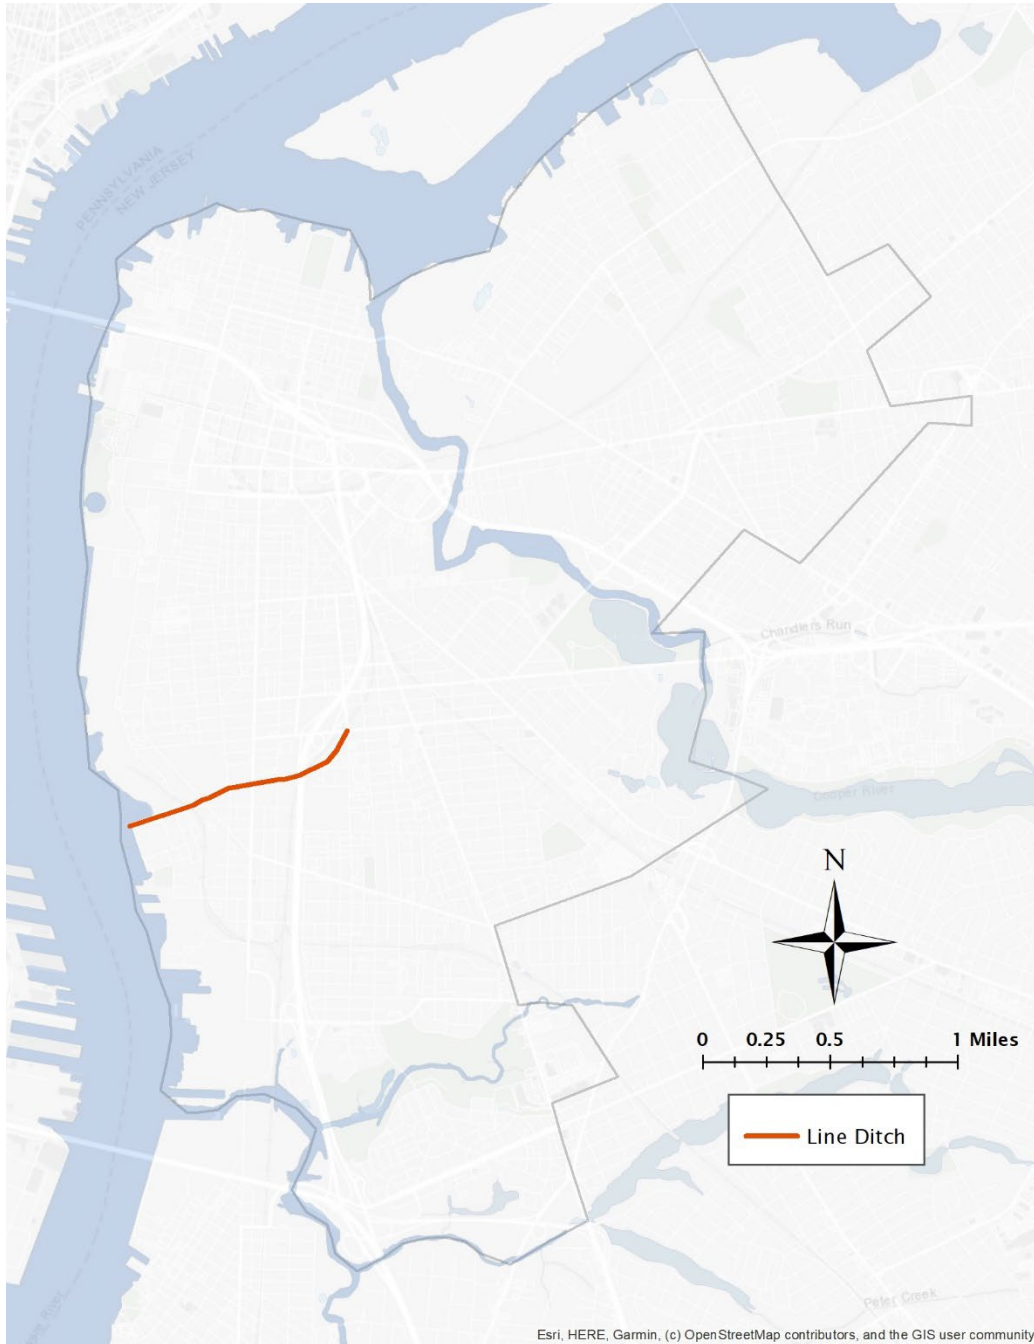 PENNSYLVANIA
NEW JERSEY
Chandlers Run
Cooper River
N
0 0.25 0.5 1 Miles
Line Ditch
Peter Creek
Esri, HERE, Garmin, (c) OpenStreetMap contributors, and the GIS user community